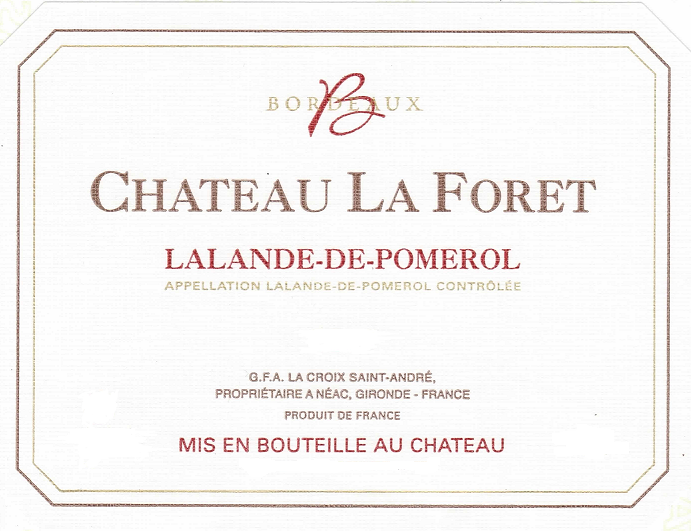 BORDEAUX
B
CHATEAU LA FORET
LALANDE-DE-POMEROL
APPELLATION LALANDE-DE-POMEROL CONTRÔLÉE
G.F.A. LA CROIX SAINT-ANDRÉ,
PROPRIÉTAIRE A NÉAC, GIRONDE - FRANCE
PRODUIT DE FRANCE
MIS EN BOUTEILLE AU CHATEAU